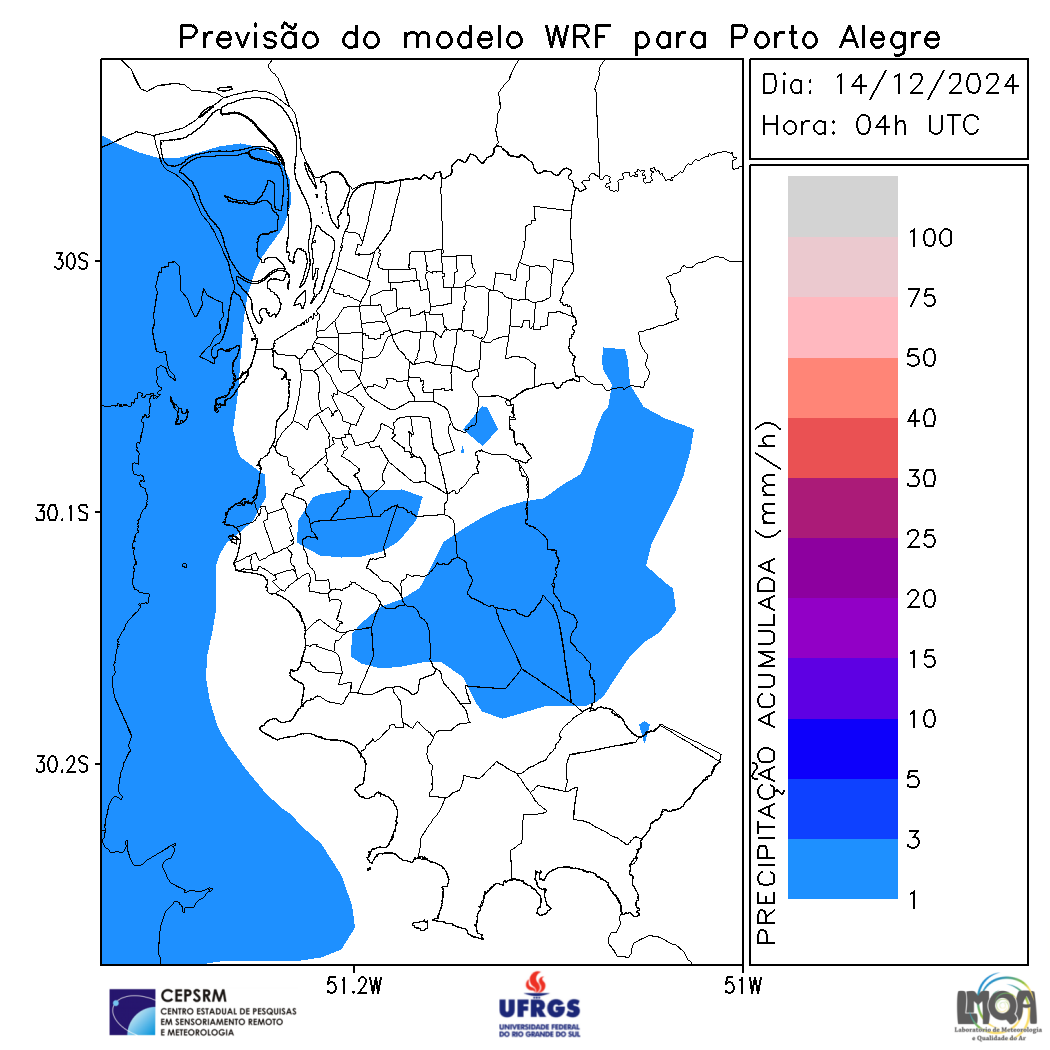 Previsão do modelo WRF para Porto Alegre
Dia: 14/12/2024
Hora: 04h UTC
30S
30.1S
30.2S
51.2W
51W
PRECIPITAÇÃO ACUMULADA (mm/h)
100
75
50
40
30
25
20
15
10
5
3
1
CEPSRM
CENTRO ESTADUAL DE PESQUISAS
EM SENSORIAMENTO REMOTO
E METEOROLOGIA
UFRGS
UNIVERSIDADE FEDERAL
DO RIO GRANDE DO SUL
LMQA
Laboratório de Meteorologia
e Qualidade do Ar